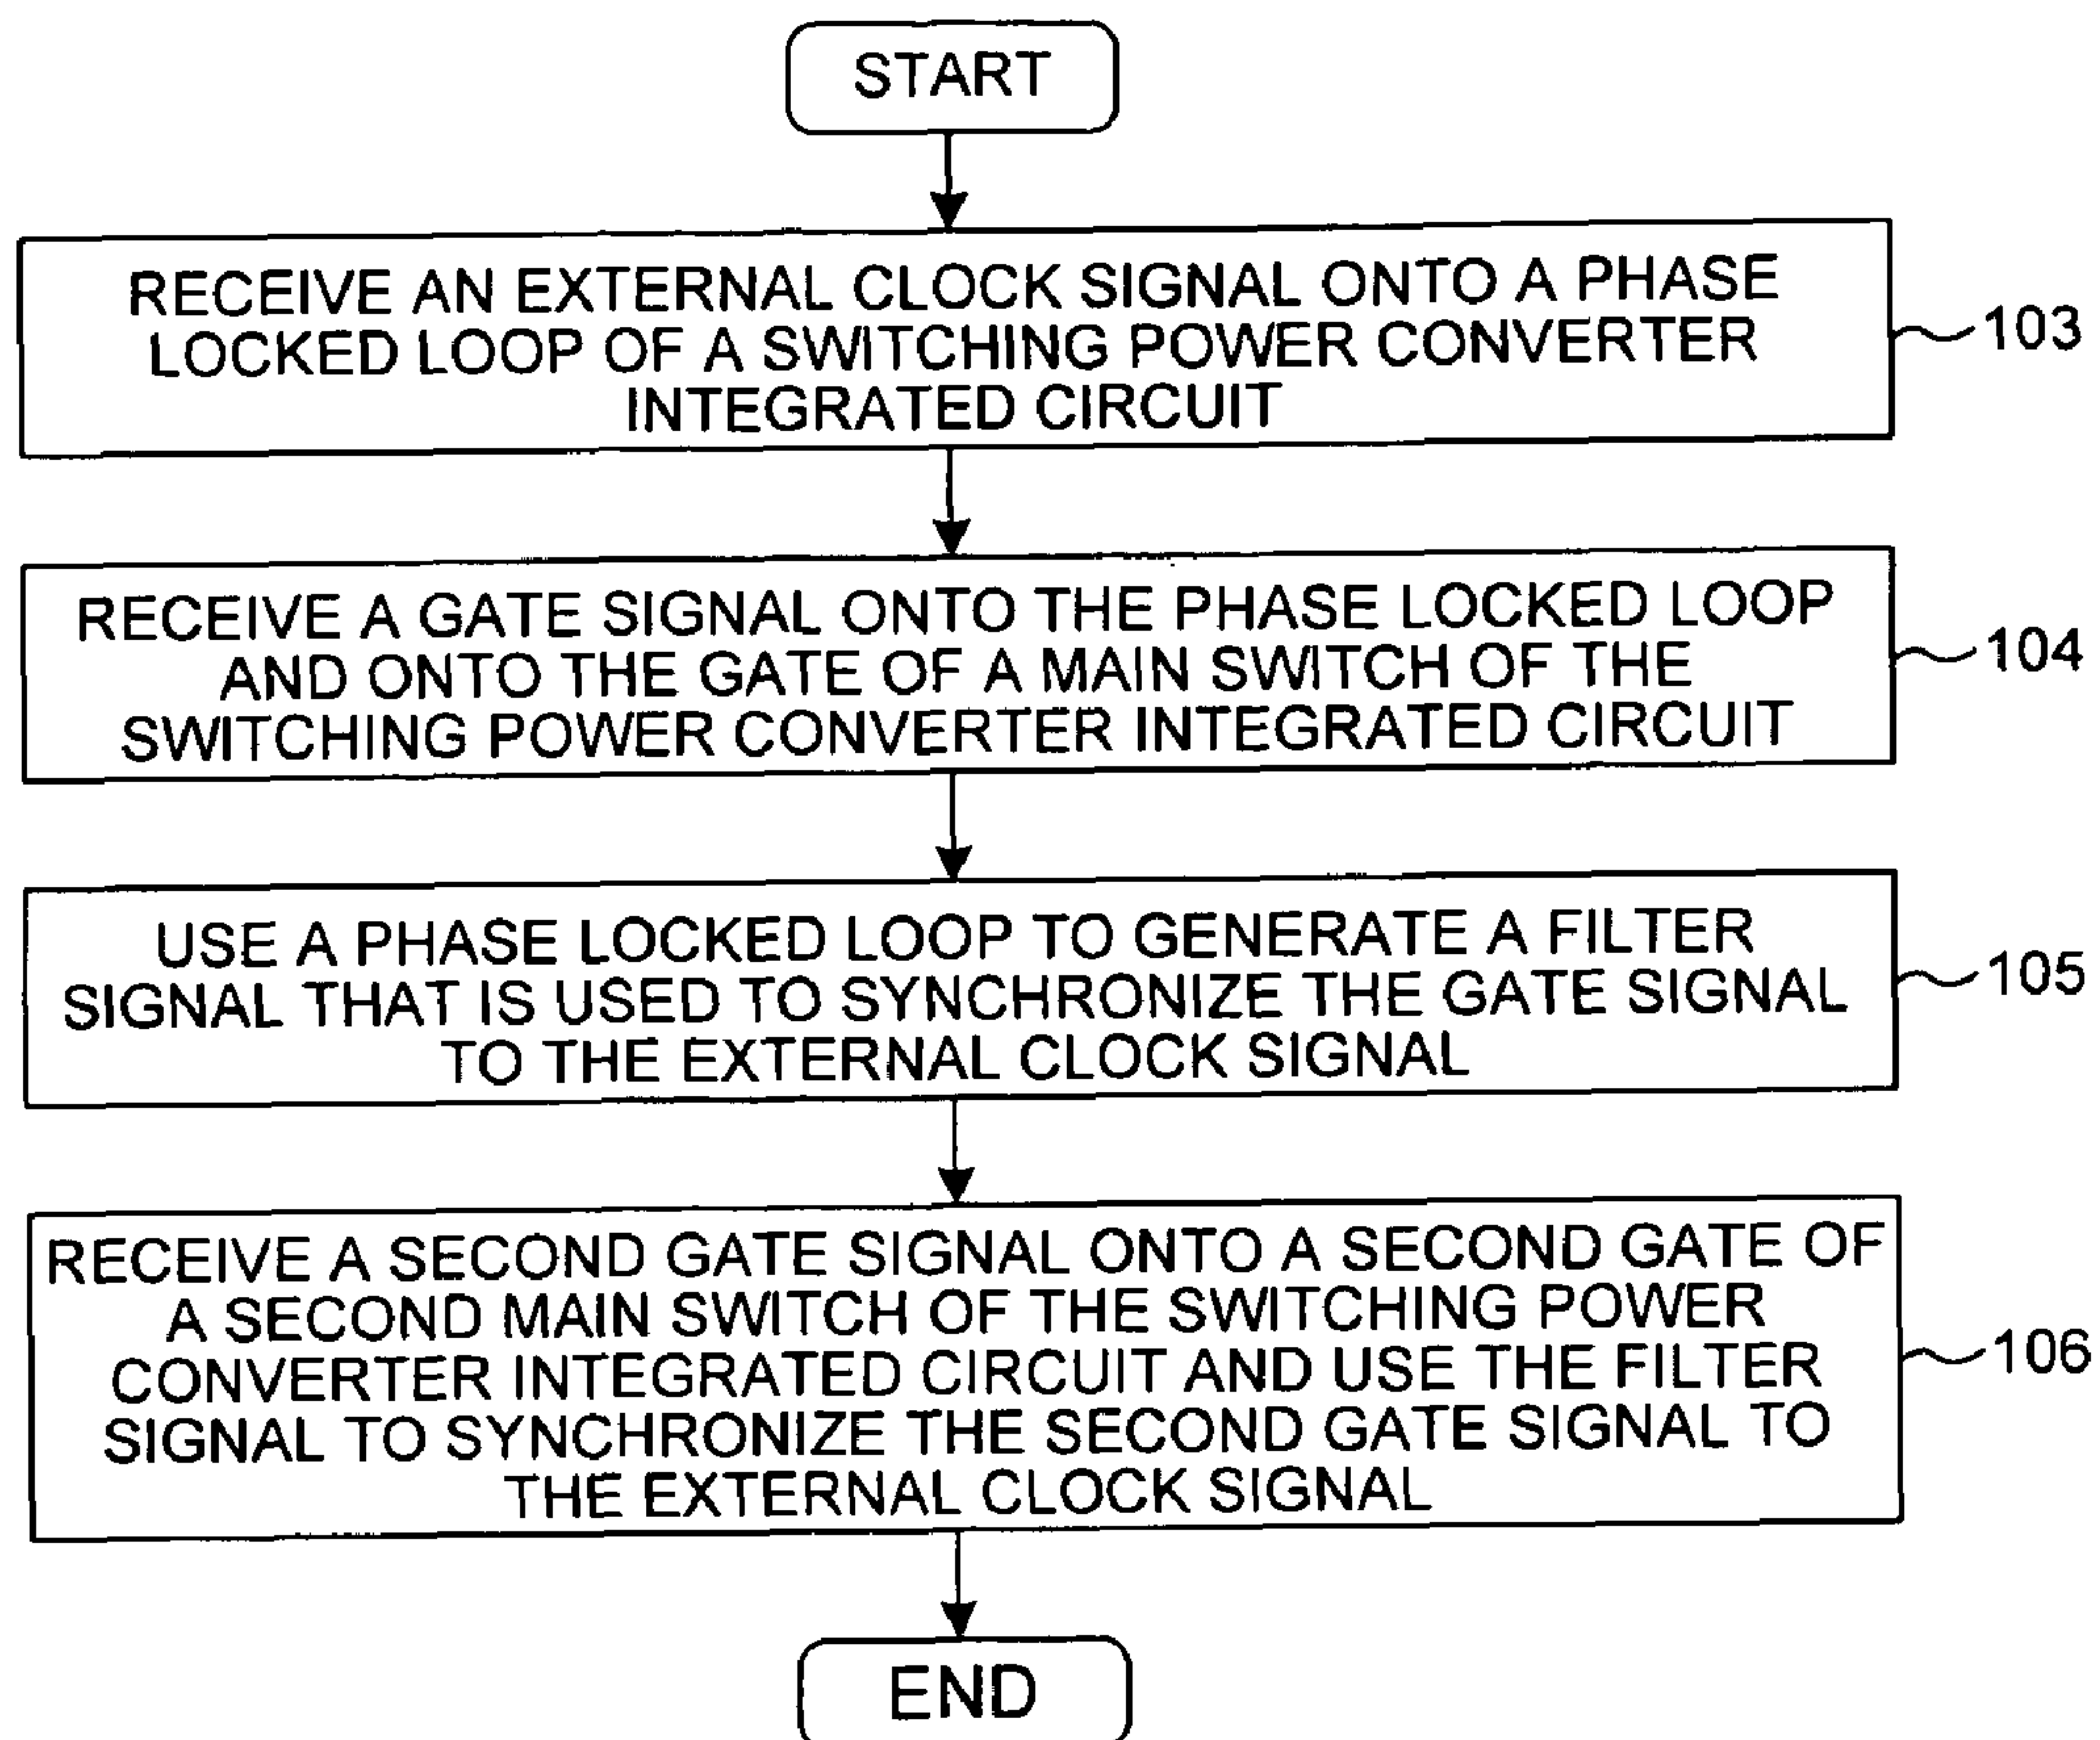 START
RECEIVE AN EXTERNAL CLOCK SIGNAL ONTO A PHASE
LOCKED LOOP OF A SWITCHING POWER CONVERTER
INTEGRATED CIRCUIT
103
RECEIVE A GATE SIGNAL ONTO THE PHASE LOCKED LOOP
AND ONTO THE GATE OF A MAIN SWITCH OF THE
SWITCHING POWER CONVERTER INTEGRATED CIRCUIT
104
USE A PHASE LOCKED LOOP TO GENERATE A FILTER
SIGNAL THAT IS USED TO SYNCHRONIZE THE GATE SIGNAL
TO THE EXTERNAL CLOCK SIGNAL
105
RECEIVE A SECOND GATE SIGNAL ONTO A SECOND GATE OF
A SECOND MAIN SWITCH OF THE SWITCHING POWER
CONVERTER INTEGRATED CIRCUIT AND USE THE FILTER
SIGNAL TO SYNCHRONIZE THE SECOND GATE SIGNAL TO
THE EXTERNAL CLOCK SIGNAL
106
END